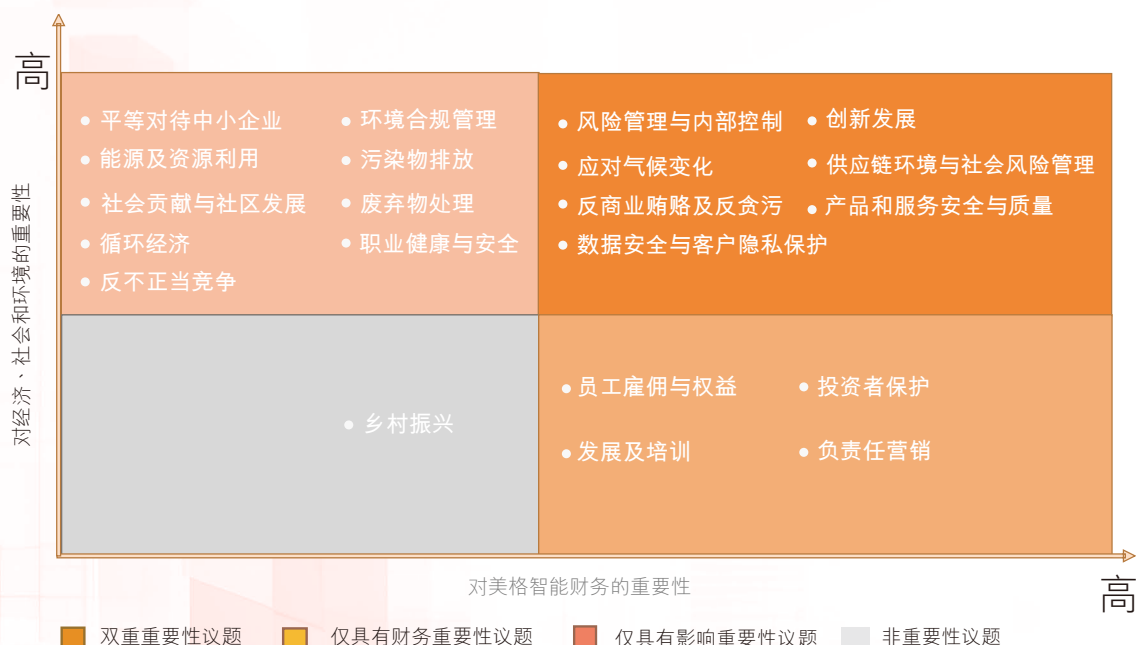 高
对经济、社会和环境的重要性
平等对待中小企业
能源及资源利用
社会贡献与社区发展
循环经济
反不正当竞争
环境合规管理
污染物排放
废弃物处理
职业健康与安全
风险管理与内部控制
应对气候变化
反商业贿赂及反贪污
数据安全与客户隐私保护
创新发展
供应链环境与社会风险管理
产品和服务安全与质量
乡村振兴
员工雇佣与权益
发展及培训
投资者保护
负责任营销
对美格智能财务的重要性
高
双重重要性议题
仅具有财务重要性议题
仅具有影响重要性议题
非重要性议题